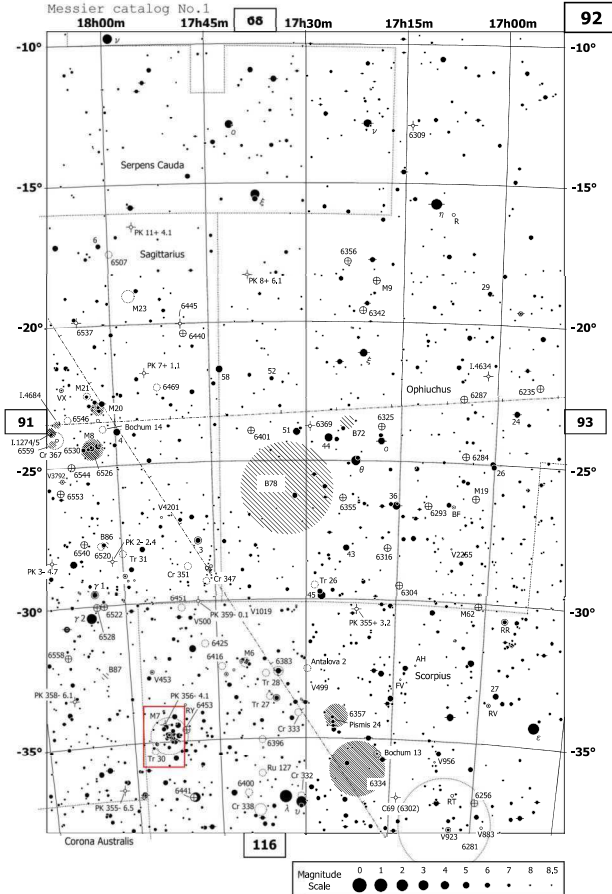 Messier catalog No.1
18h00m 17h45m 68 17h30m 17h15m 17h00m 92
-10° -10°
ν
ο
ν
6309
Serpens Cauda
-15° -15°
ξ
η
R
PK 11+ 4.1
6
Sagittarius
6507
6356
PK 8+ 6.1
M9
M23
6445
6342
29
-20° -20°
6537
6440
ξ
PK 7+ 1.1
58
52
I.4634
6469
Ophiuchus
I.4684
VX
M21
M20
6287
6235
6546
Bochum 14
24
91 93
51
6369
B72
6325
I.1274/5
M8
4
6401
44
ο
6559
6530
Cr 367
θ
6284
-25° -25°
V3792
6544
6526
B78
26
6553
6355
36
M19
6293
BF
V4201
B86
3
43
6316
V2255
6540
6520
PK 2- 2.4
Tr 31
PK 3- 4.7
Cr 351
Cr 347
Tr 26
6304
γ 1
6451
45
-30° -30°
6522
PK 359- 0.1
PK 355+ 3.2
M62
γ 2
V500
V1019
RR
6528
6425
6558
6416
M6
6383
Antalova 2
AH
B87
Scorpius
V453
Tr 28
V499
PK 358- 6.1
PK 356- 4.1
Tr 27
FV
27
M7
RY
6453
6357
RV
Cr 333
Pismis 24
ε
-35° -35°
6396
Bochum 13
Tr 30
V956
Ru 127
6334
Cr 332
6400
RT
6256
PK 355- 6.5
6441
Cr 338
λ
υ
C69 (6302)
V923
V883
6281
Corona Australis
116
Magnitude Scale
0 1 2 3 4 5 6 7 8 8.5